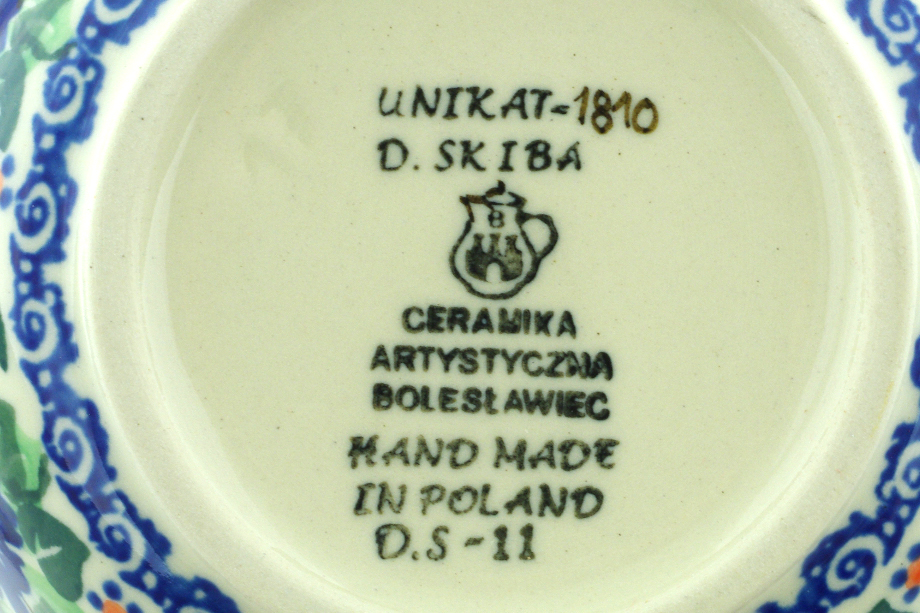 UNIKAT-1810
D. SKIBA
B
CERAMIKA
ARTYSTYCZNA
BOLESŁAWIEC
HAND MADE
IN POLAND
D.S-11